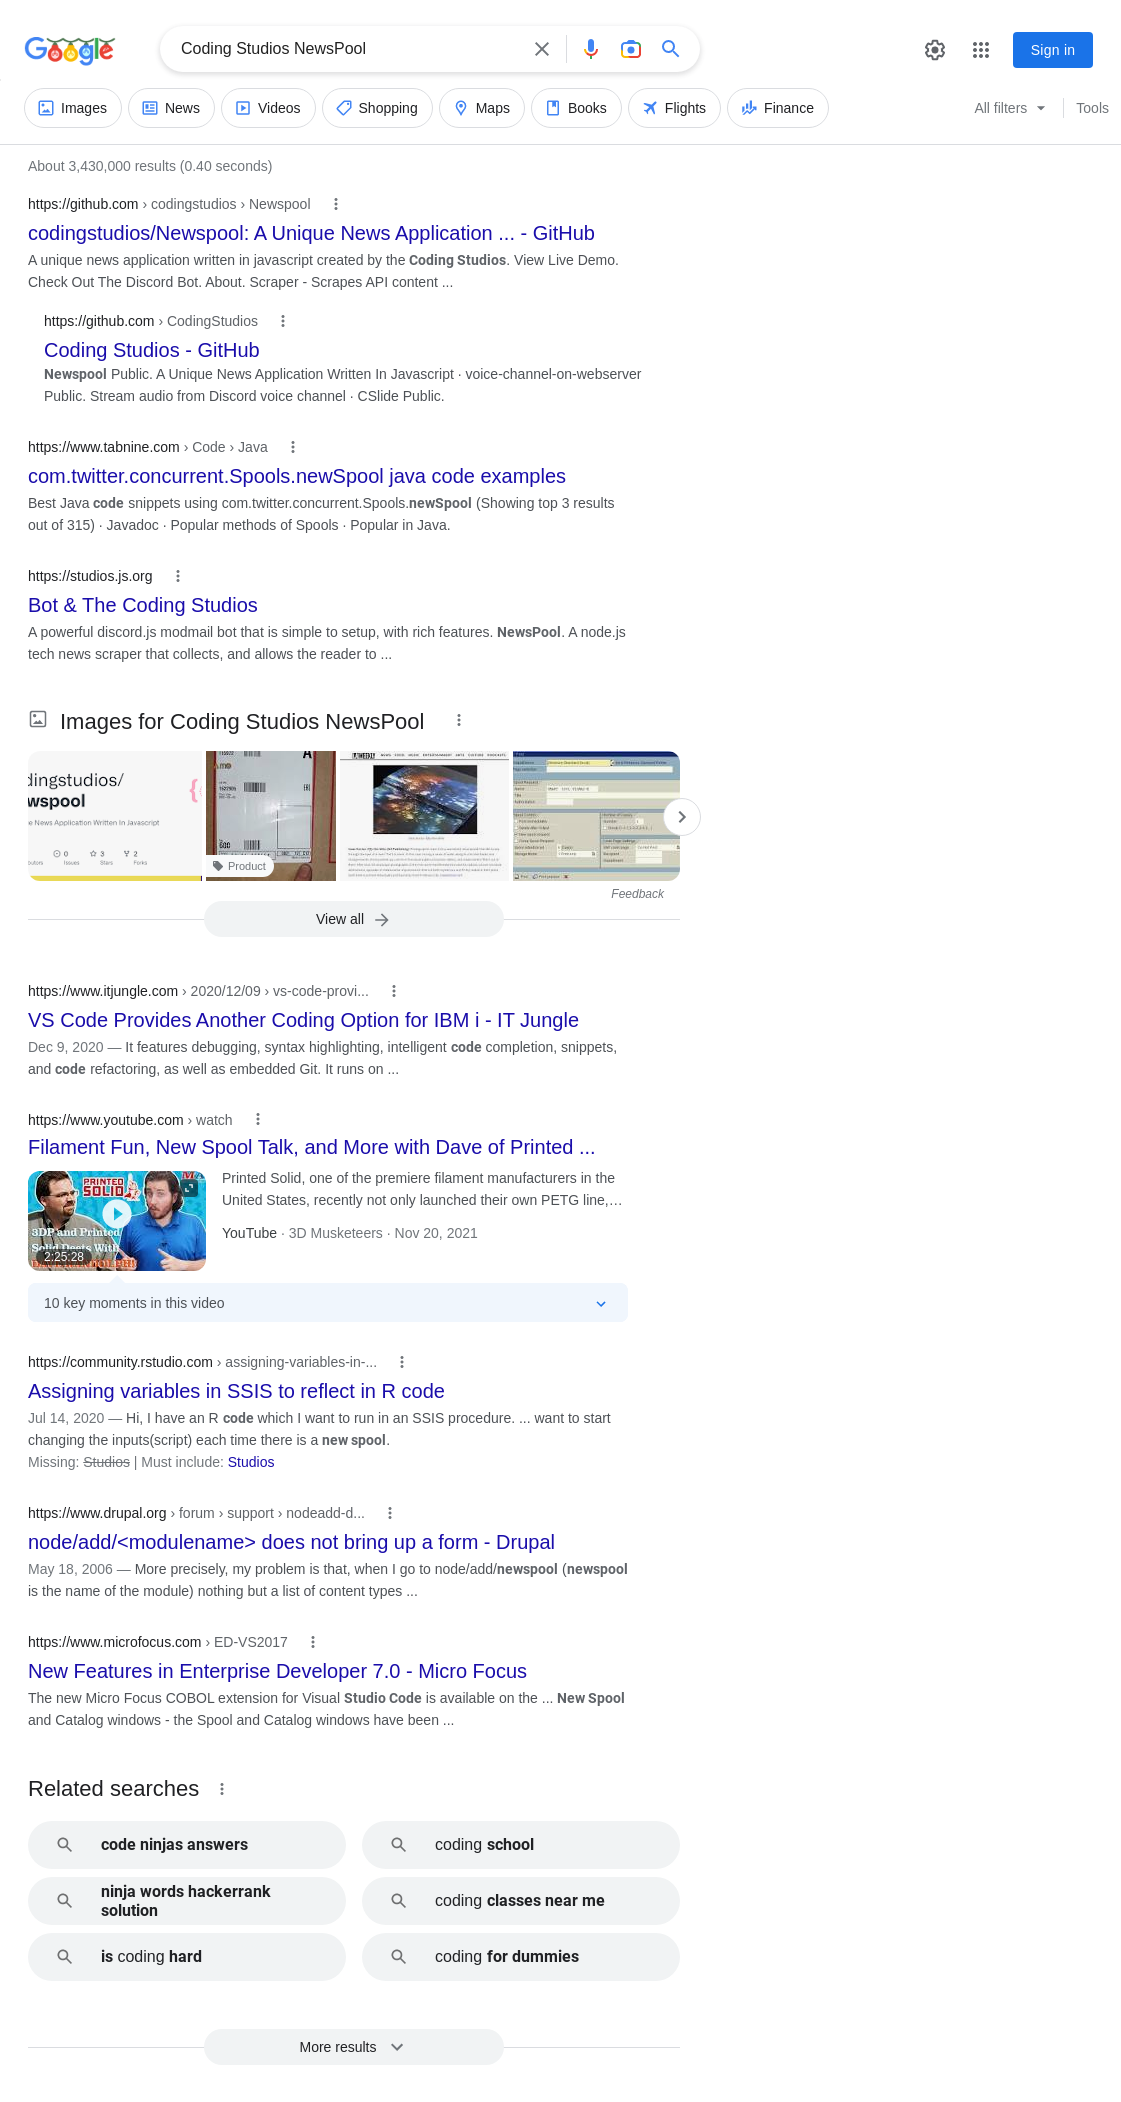 Google
Coding Studios NewsPool
Sign in
Images News Videos Shopping Maps Books Flights Finance All filters Tools
About 3,430,000 results (0.40 seconds)
https://github.com › codingstudios › Newspool
codingstudios/Newspool: A Unique News Application ... - GitHub
A unique news application written in javascript created by the Coding Studios. View Live Demo.
Check Out The Discord Bot. About. Scraper - Scrapes API content ...
https://github.com › CodingStudios
Coding Studios - GitHub
Newspool Public. A Unique News Application Written In Javascript · voice-channel-on-webserver
Public. Stream audio from Discord voice channel · CSlide Public.
https://www.tabnine.com › Code › Java
com.twitter.concurrent.Spools.newSpool java code examples
Best Java code snippets using com.twitter.concurrent.Spools.newSpool (Showing top 3 results
out of 315) · Javadoc · Popular methods of Spools · Popular in Java.
https://studios.js.org
Bot & The Coding Studios
A powerful discord.js modmail bot that is simple to setup, with rich features. NewsPool. A node.js
tech news scraper that collects, and allows the reader to ...
Images for Coding Studios NewsPool
dingstudios/
wspool
e News Application Written In Javascript
0 3 2
utors Issues Stars Forks
Product
Feedback
View all
https://www.itjungle.com › 2020/12/09 › vs-code-provi...
VS Code Provides Another Coding Option for IBM i - IT Jungle
Dec 9, 2020 — It features debugging, syntax highlighting, intelligent code completion, snippets,
and code refactoring, as well as embedded Git. It runs on ...
https://www.youtube.com › watch
Filament Fun, New Spool Talk, and More with Dave of Printed ...
PRINTED
SOLID
3DP and Printed
Solid Deets With
2:25:28
Printed Solid, one of the premiere filament manufacturers in the
United States, recently not only launched their own PETG line,...
YouTube · 3D Musketeers · Nov 20, 2021
10 key moments in this video
https://community.rstudio.com › assigning-variables-in-...
Assigning variables in SSIS to reflect in R code
Jul 14, 2020 — Hi, I have an R code which I want to run in an SSIS procedure. ... want to start
changing the inputs(script) each time there is a new spool.
Missing: Studios | Must include: Studios
https://www.drupal.org › forum › support › nodeadd-d...
node/add/<modulename> does not bring up a form - Drupal
May 18, 2006 — More precisely, my problem is that, when I go to node/add/newspool (newspool
is the name of the module) nothing but a list of content types ...
https://www.microfocus.com › ED-VS2017
New Features in Enterprise Developer 7.0 - Micro Focus
The new Micro Focus COBOL extension for Visual Studio Code is available on the ... New Spool
and Catalog windows - the Spool and Catalog windows have been ...
Related searches
code ninjas answers
coding school
ninja words hackerrank
solution
coding classes near me
is coding hard
coding for dummies
More results